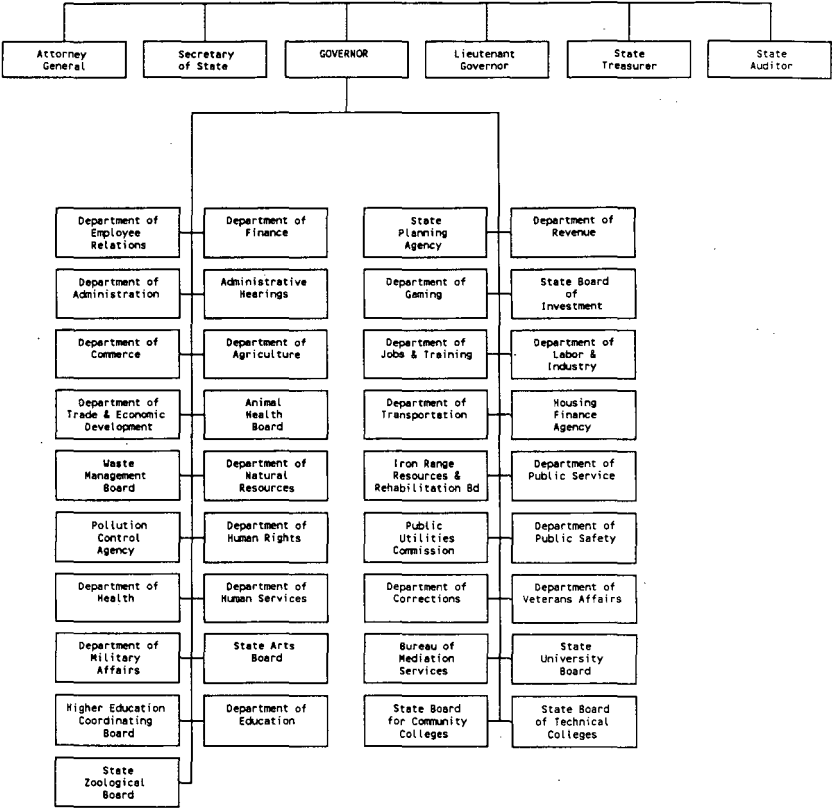 Attorney
General
Secretary
of State
GOVERNOR
Lieutenant
Governor
State
Treasurer
State
Auditor
Department of
Employee
Relations
Department of
Finance
State
Planning
Agency
Department of
Revenue
Department of
Administration
Administrative
Hearings
Department of
Gaming
State Board
of
Investment
Department of
Commerce
Department of
Agriculture
Department of
Jobs & Training
Department of
Labor &
Industry
Department of
Trade & Economic
Development
Animal
Health
Board
Department of
Transportation
Housing
Finance
Agency
Waste
Management
Board
Department of
Natural
Resources
Iron Range
Resources &
Rehabilitation Bd
Department of
Public Service
Pollution
Control
Agency
Department of
Human Rights
Public
Utilities
Commission
Department of
Public Safety
Department of
Health
Department of
Human Services
Department of
Corrections
Department of
Veterans Affairs
Department of
Military
Affairs
State Arts
Board
Bureau of
Mediation
Services
State
University
Board
Higher Education
Coordinating
Board
Department of
Education
State Board
for Community
Colleges
State Board
of Technical
Colleges
State
Zoological
Board